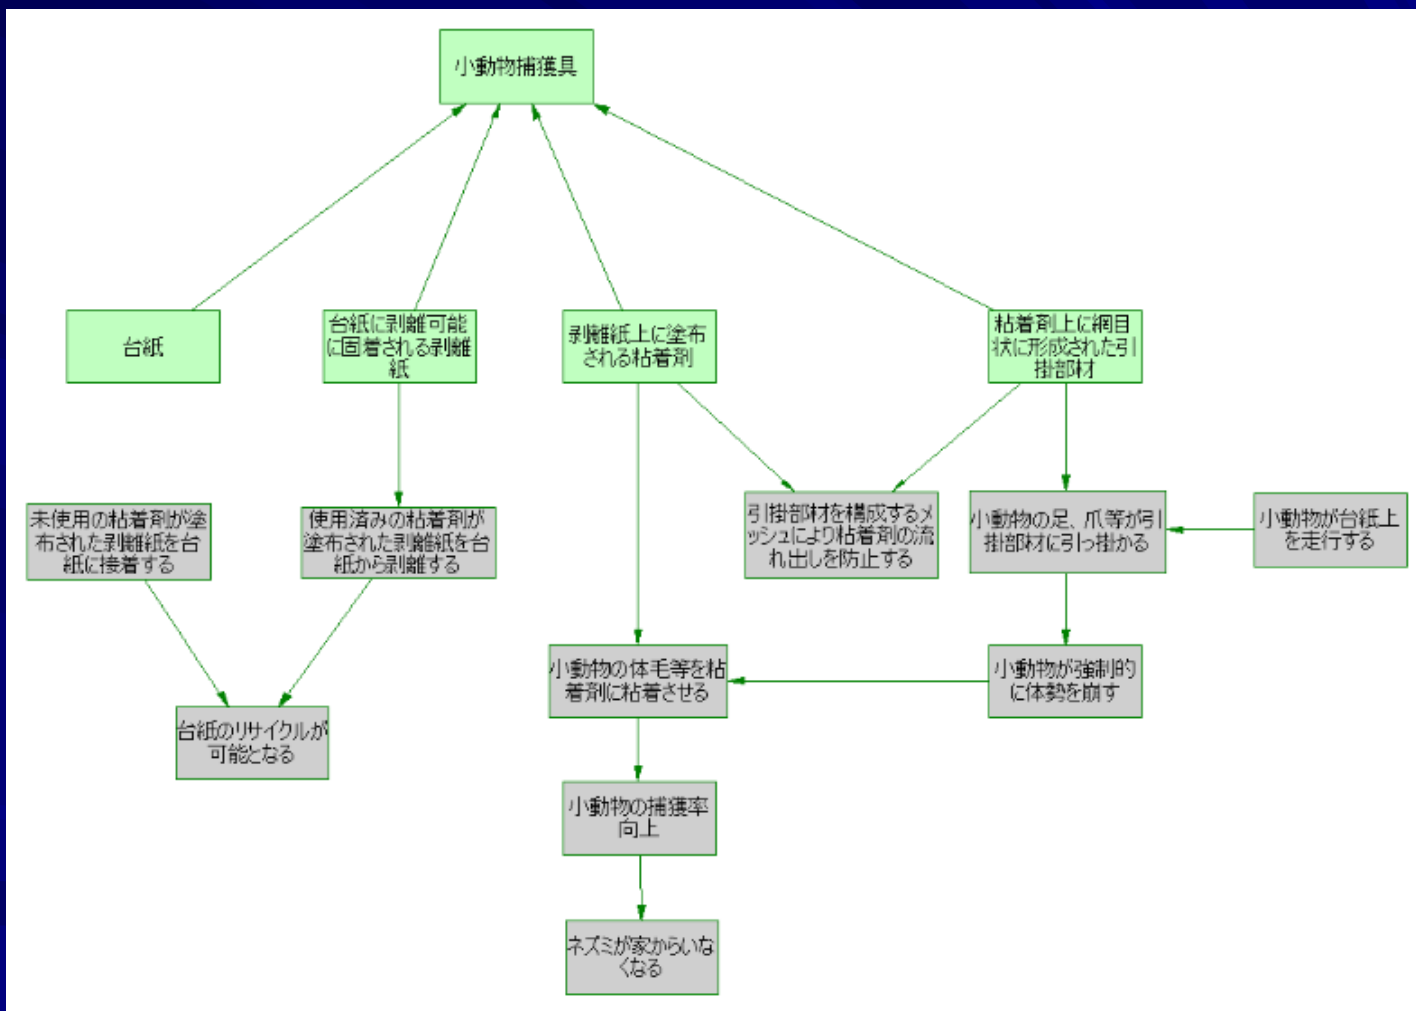 小動物捕獲具
台紙
台紙に剥離可能
に固着される剥離
紙
剥離紙上に塗布
される粘着剤
粘着剤上に網目
状に形成された引
掛部材
未使用の粘着剤が塗
布された剥離紙を台
紙に接着する
使用済みの粘着剤が
塗布された剥離紙を台
紙から剥離する
引掛部材を構成するメ
ッシュにより粘着剤の流
れ出しを防止する
小動物の足、爪等が引
掛部材に引っ掛かる
小動物が台紙上
を走行する
小動物の体毛等を粘
着剤に粘着させる
小動物が強制的
に体勢を崩す
台紙のリサイクルが
可能となる
小動物の捕獲率
向上
ネズミが家からいな
くなる